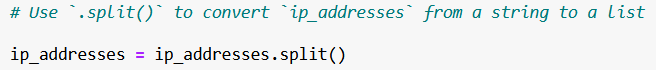 # Use `.split()` to convert `ip_addresses` from a string to a list
ip_addresses = ip_addresses.split()